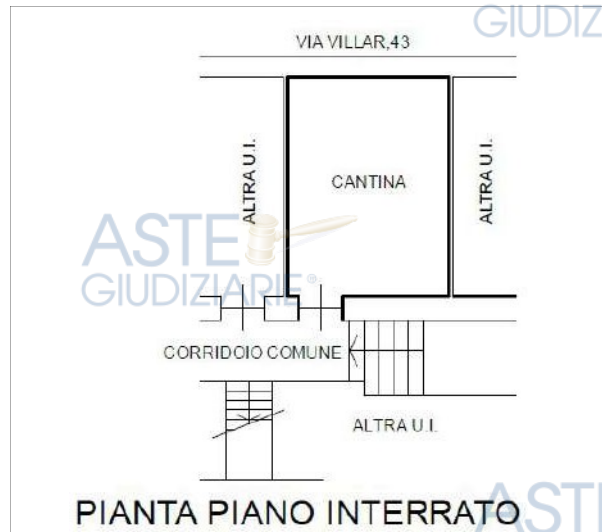 GIUDIZ
VIA VILLAR,43
ALTRA U.I.
CANTINA
ALTRA U.I.
ASTE
GIUDIZIARIE®
CORRIDOIO COMUNE
ALTRA U.I.
PIANTA PIANO INTERRATO
ASTE